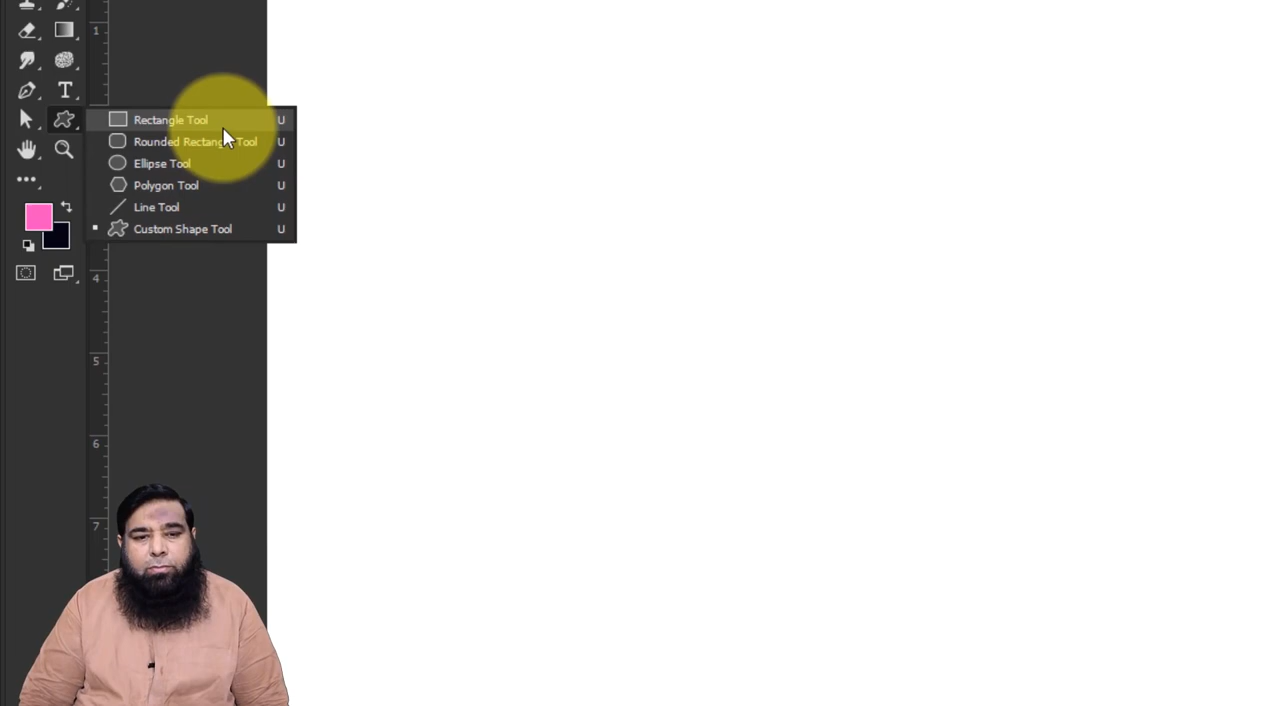 1
T
Rectangle Tool U
Rounded Rectangle Tool U
Ellipse Tool U
Polygon Tool U
Line Tool U
Custom Shape Tool U
4
5
6
7